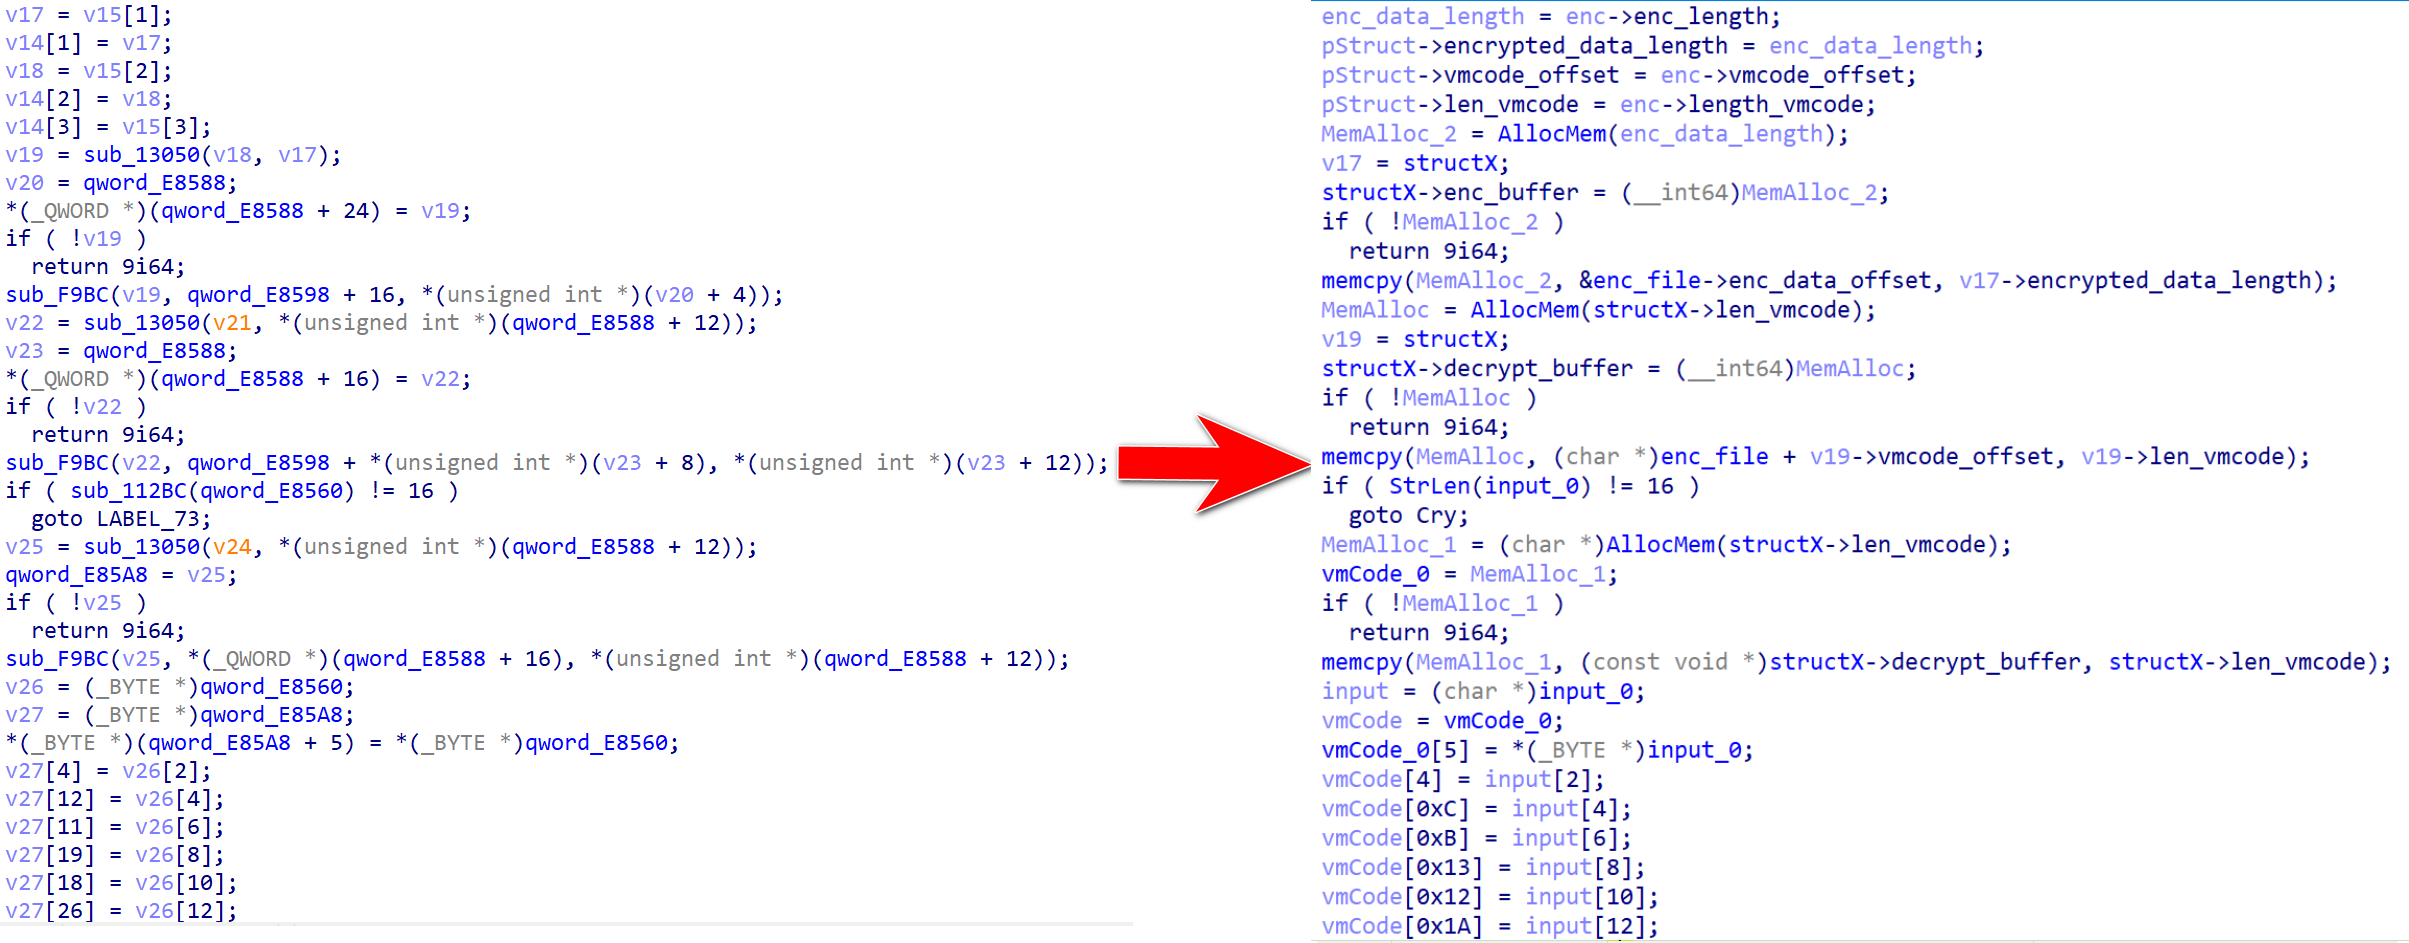 v17 = v15[1];
v14[1] = v17;
v18 = v15[2];
v14[2] = v18;
v14[3] = v15[3];
v19 = sub_13050(v18, v17);
v20 = qword_E8588;
*(_QWORD *)(qword_E8588 + 24) = v19;
if ( !v19 )
  return 9i64;
sub_F9BC(v19, qword_E8598 + 16, *(unsigned int *)(v20 + 4));
v22 = sub_13050(v21, *(unsigned int *)(qword_E8588 + 12));
v23 = qword_E8588;
*(_QWORD *)(qword_E8588 + 16) = v22;
if ( !v22 )
  return 9i64;
sub_F9BC(v22, qword_E8598 + *(unsigned int *)(v23 + 8), *(unsigned int *)(v23 + 12));
if ( sub_112BC(qword_E8560) != 16 )
  goto LABEL_73;
v25 = sub_13050(v24, *(unsigned int *)(qword_E8588 + 12));
qword_E85A8 = v25;
if ( !v25 )
  return 9i64;
sub_F9BC(v25, *(_QWORD *)(qword_E8588 + 16), *(unsigned int *)(qword_E8588 + 12));
v26 = (_BYTE *)qword_E8560;
v27 = (_BYTE *)qword_E85A8;
*(_BYTE *)(qword_E85A8 + 5) = *(_BYTE *)qword_E8560;
v27[4] = v26[2];
v27[12] = v26[4];
v27[11] = v26[6];
v27[19] = v26[8];
v27[18] = v26[10];
v27[26] = v26[12];
enc_data_length = enc->enc_length;
pStruct->encrypted_data_length = enc_data_length;
pStruct->vmcode_offset = enc->vmcode_offset;
pStruct->len_vmcode = enc->length_vmcode;
MemAlloc_2 = AllocMem(enc_data_length);
v17 = structX;
structX->enc_buffer = (__int64)MemAlloc_2;
if ( !MemAlloc_2 )
  return 9i64;
memcpy(MemAlloc_2, &enc_file->enc_data_offset, v17->encrypted_data_length);
MemAlloc = AllocMem(structX->len_vmcode);
v19 = structX;
structX->decrypt_buffer = (__int64)MemAlloc;
if ( !MemAlloc )
  return 9i64;
memcpy(MemAlloc, (char *)enc_file + v19->vmcode_offset, v19->len_vmcode);
if ( StrLen(input_0) != 16 )
  goto Cry;
MemAlloc_1 = (char *)AllocMem(structX->len_vmcode);
vmCode_0 = MemAlloc_1;
if ( !MemAlloc_1 )
  return 9i64;
memcpy(MemAlloc_1, (const void *)structX->decrypt_buffer, structX->len_vmcode);
input = (char *)input_0;
vmCode = vmCode_0;
vmCode_0[5] = *(_BYTE *)input_0;
vmCode[4] = input[2];
vmCode[0xC] = input[4];
vmCode[0xB] = input[6];
vmCode[0x13] = input[8];
vmCode[0x12] = input[10];
vmCode[0x1A] = input[12];